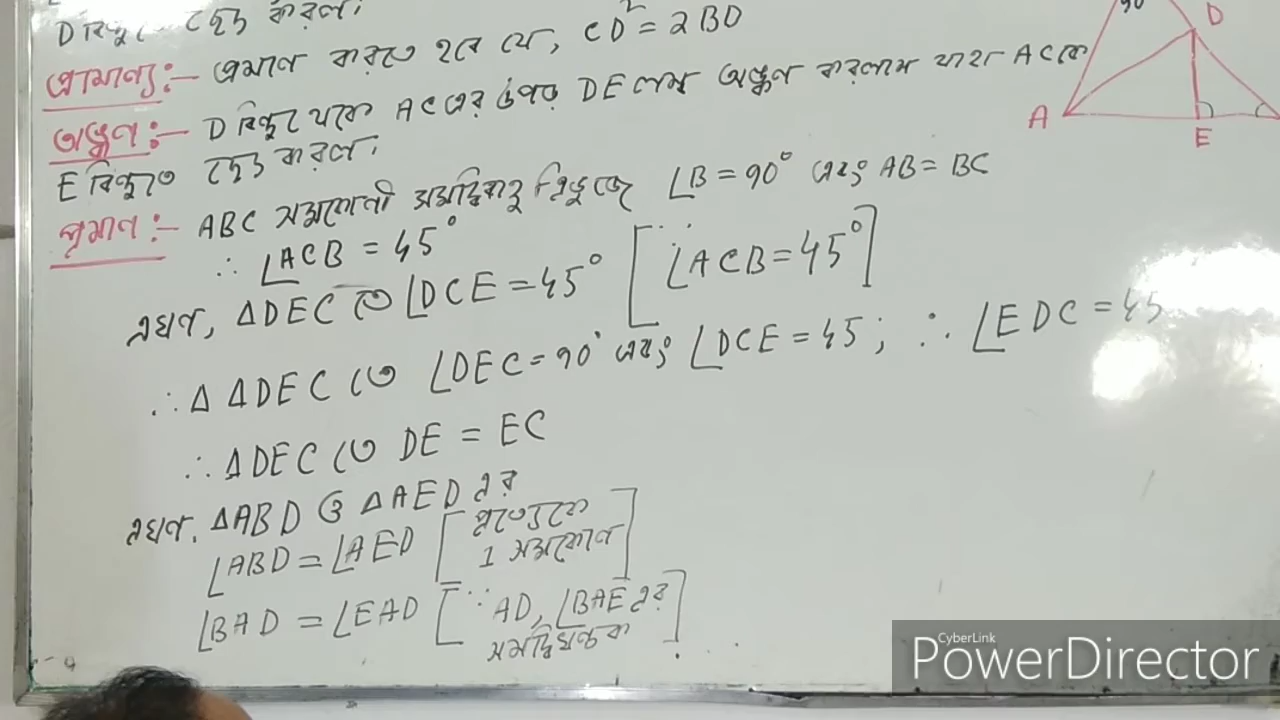 D বিন্দুতে ছেদ করল।
প্রামান্য:- প্রমান করতে হবে যে, CD² = 2BD
অঙ্কন:- D বিন্দু থেকে AC এর উপর DE লম্ব অঙ্কন করলাম যাহা AC কে
E বিন্দুতে ছেদ করল।
প্রমান:- ABC সমকোনী সমদ্বিবাহু ত্রিভুজে ∠B = 90° এবং AB = BC
∴ ∠ACB = 45°
এখন, ΔDEC তে ∠DCE = 45° [∵ ∠ACB = 45°]
∴ Δ ΔDEC তে ∠DEC = 90° এবং ∠DCE = 45; ∴ ∠EDC = 45
∴ ΔDEC তে DE = EC
এখন, ΔABD ও ΔAED এর
∠ABD = ∠AED [প্রত্যেকে
1 সমকোন]
∠BAD = ∠EAD [∵ AD, ∠BAE এর
সমদ্বিখন্ডক]
90
D
A
E
CyberLink
PowerDirector